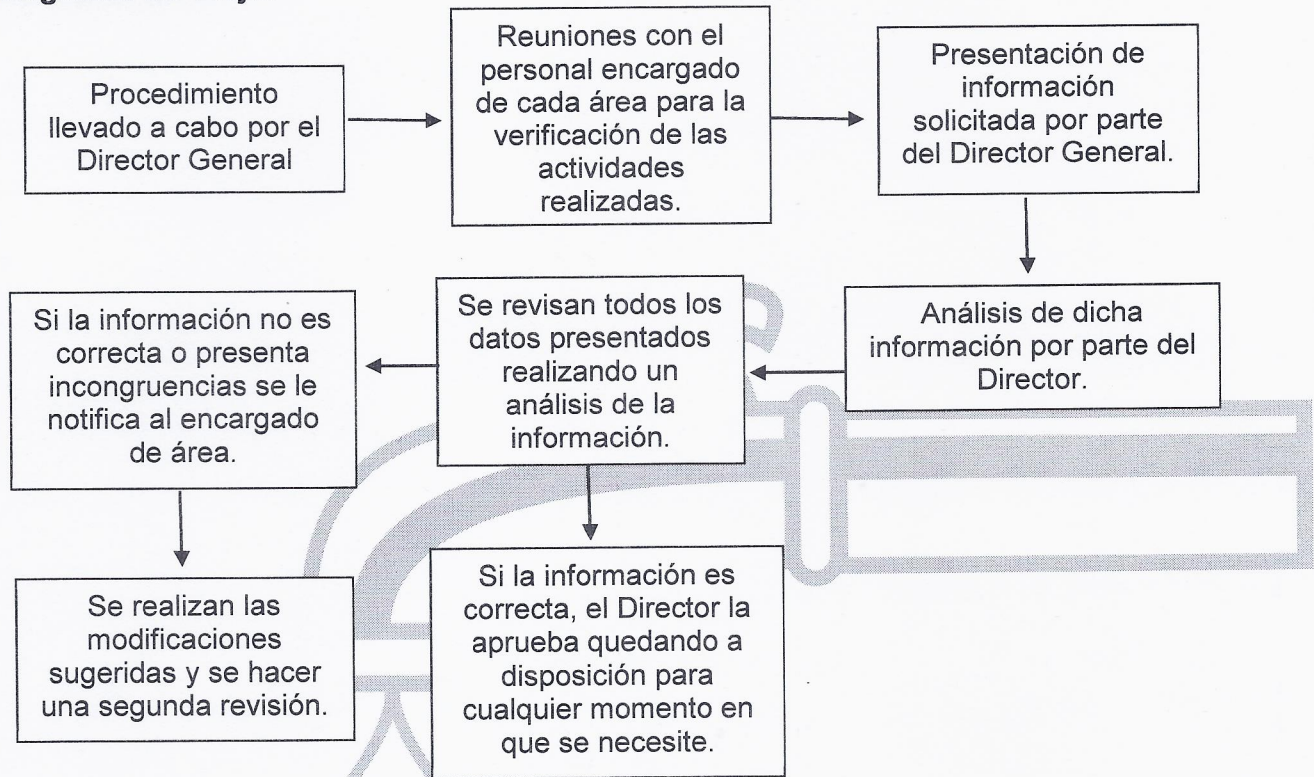 Procedimiento
llevado a cabo por el
Director General
Reuniones con el
personal encargado
de cada área para la
verificación de las
actividades
realizadas.
Presentación de
información
solicitada por parte
del Director General.
Análisis de dicha
información por parte del
Director.
Se revisan todos los
datos presentados
realizando un
análisis de la
información.
Si la información no es
correcta o presenta
incongruencias se le
notifica al encargado
de área.
Se realizan las
modificaciones
sugeridas y se hacer
una segunda revisión.
Si la información es
correcta, el Director la
aprueba quedando a
disposición para
cualquier momento en
que se necesite.